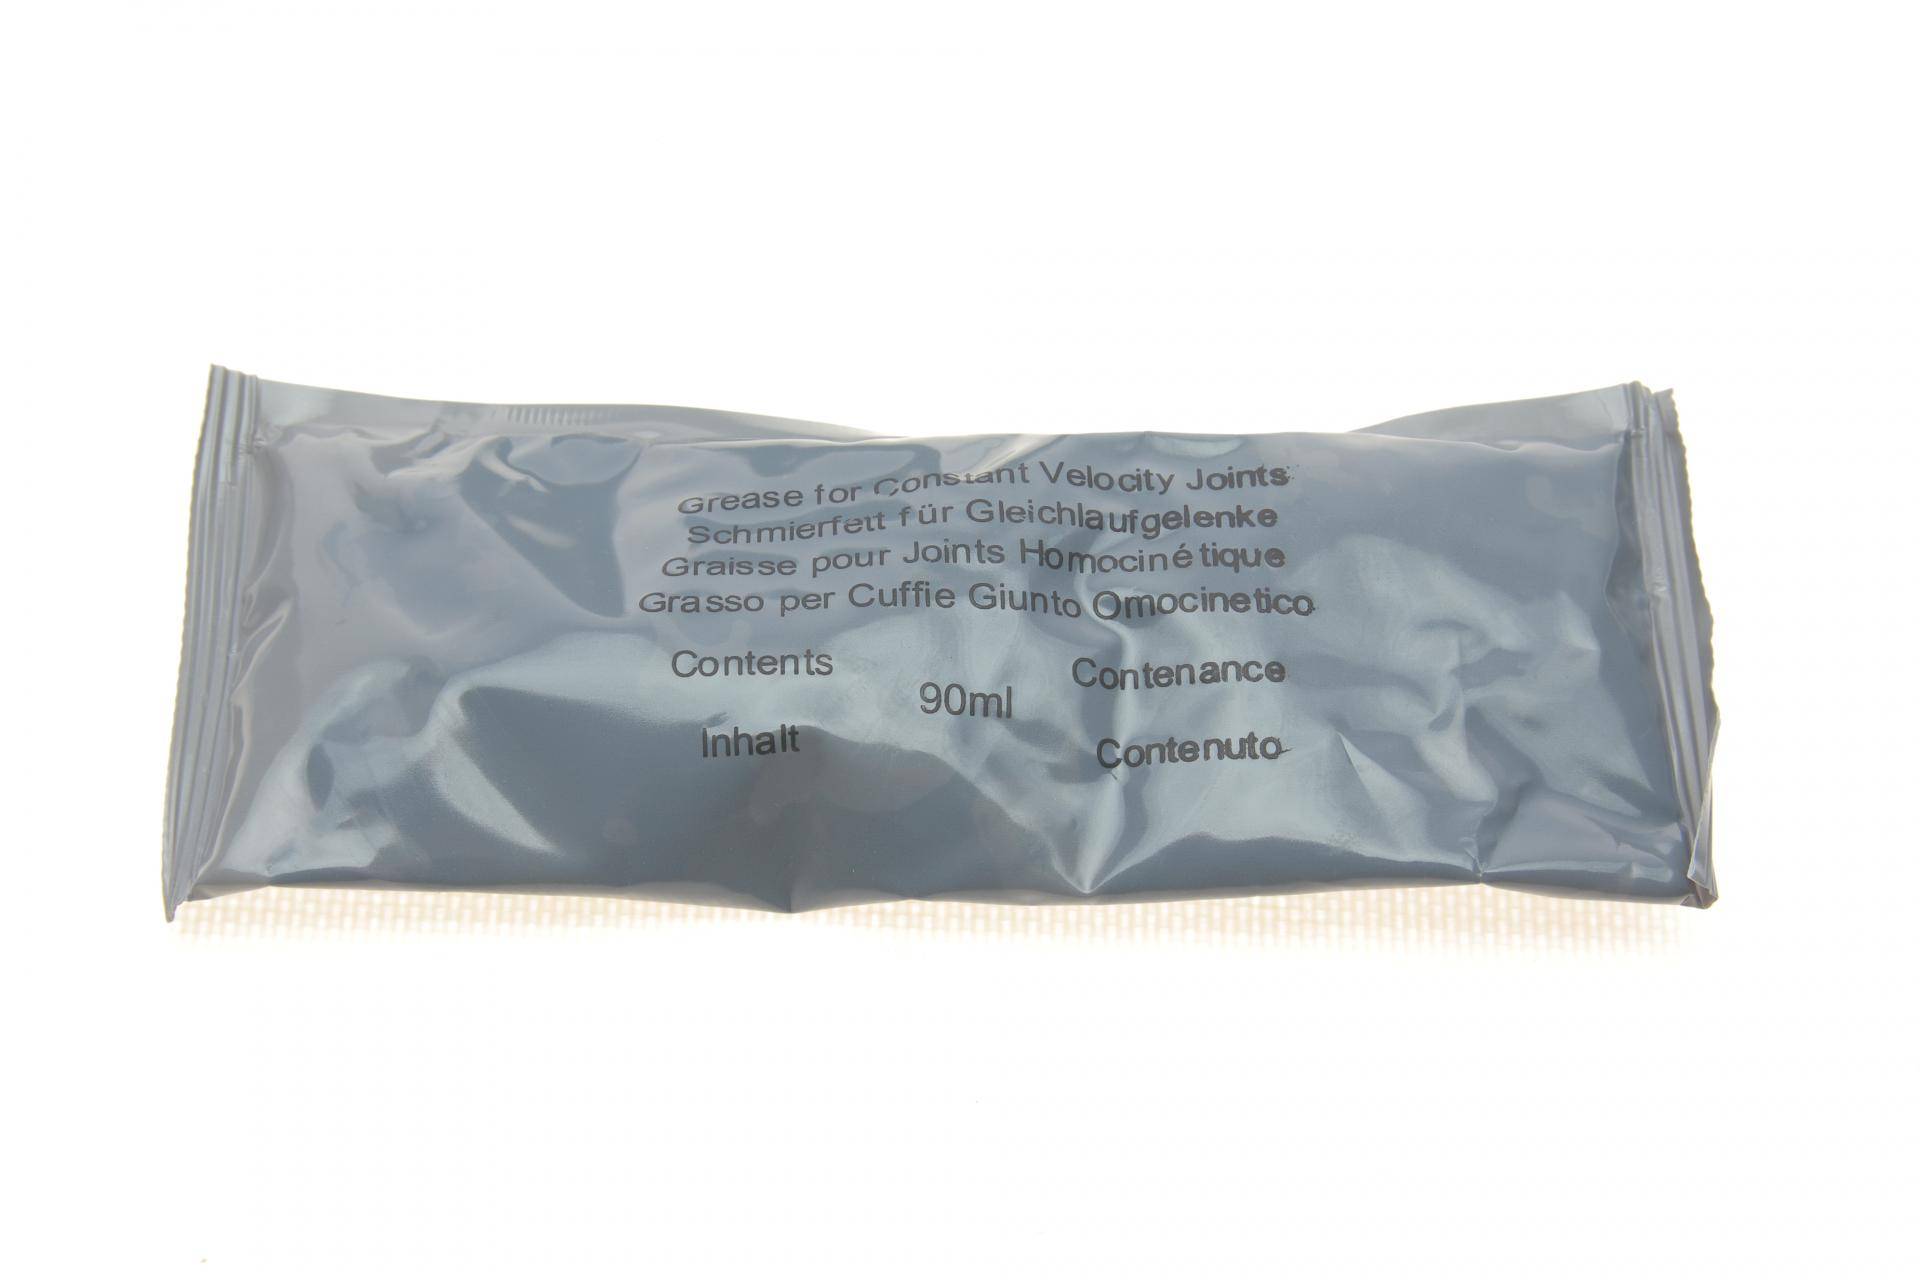 Grease for Constant Velocity Joints
Schmierfett für Gleichlaufgelenke
Graisse pour Joints Homocinétique
Grasso per Cuffie Giunto Omocinetico
Contents Contenance
90ml
Inhalt Contenuto